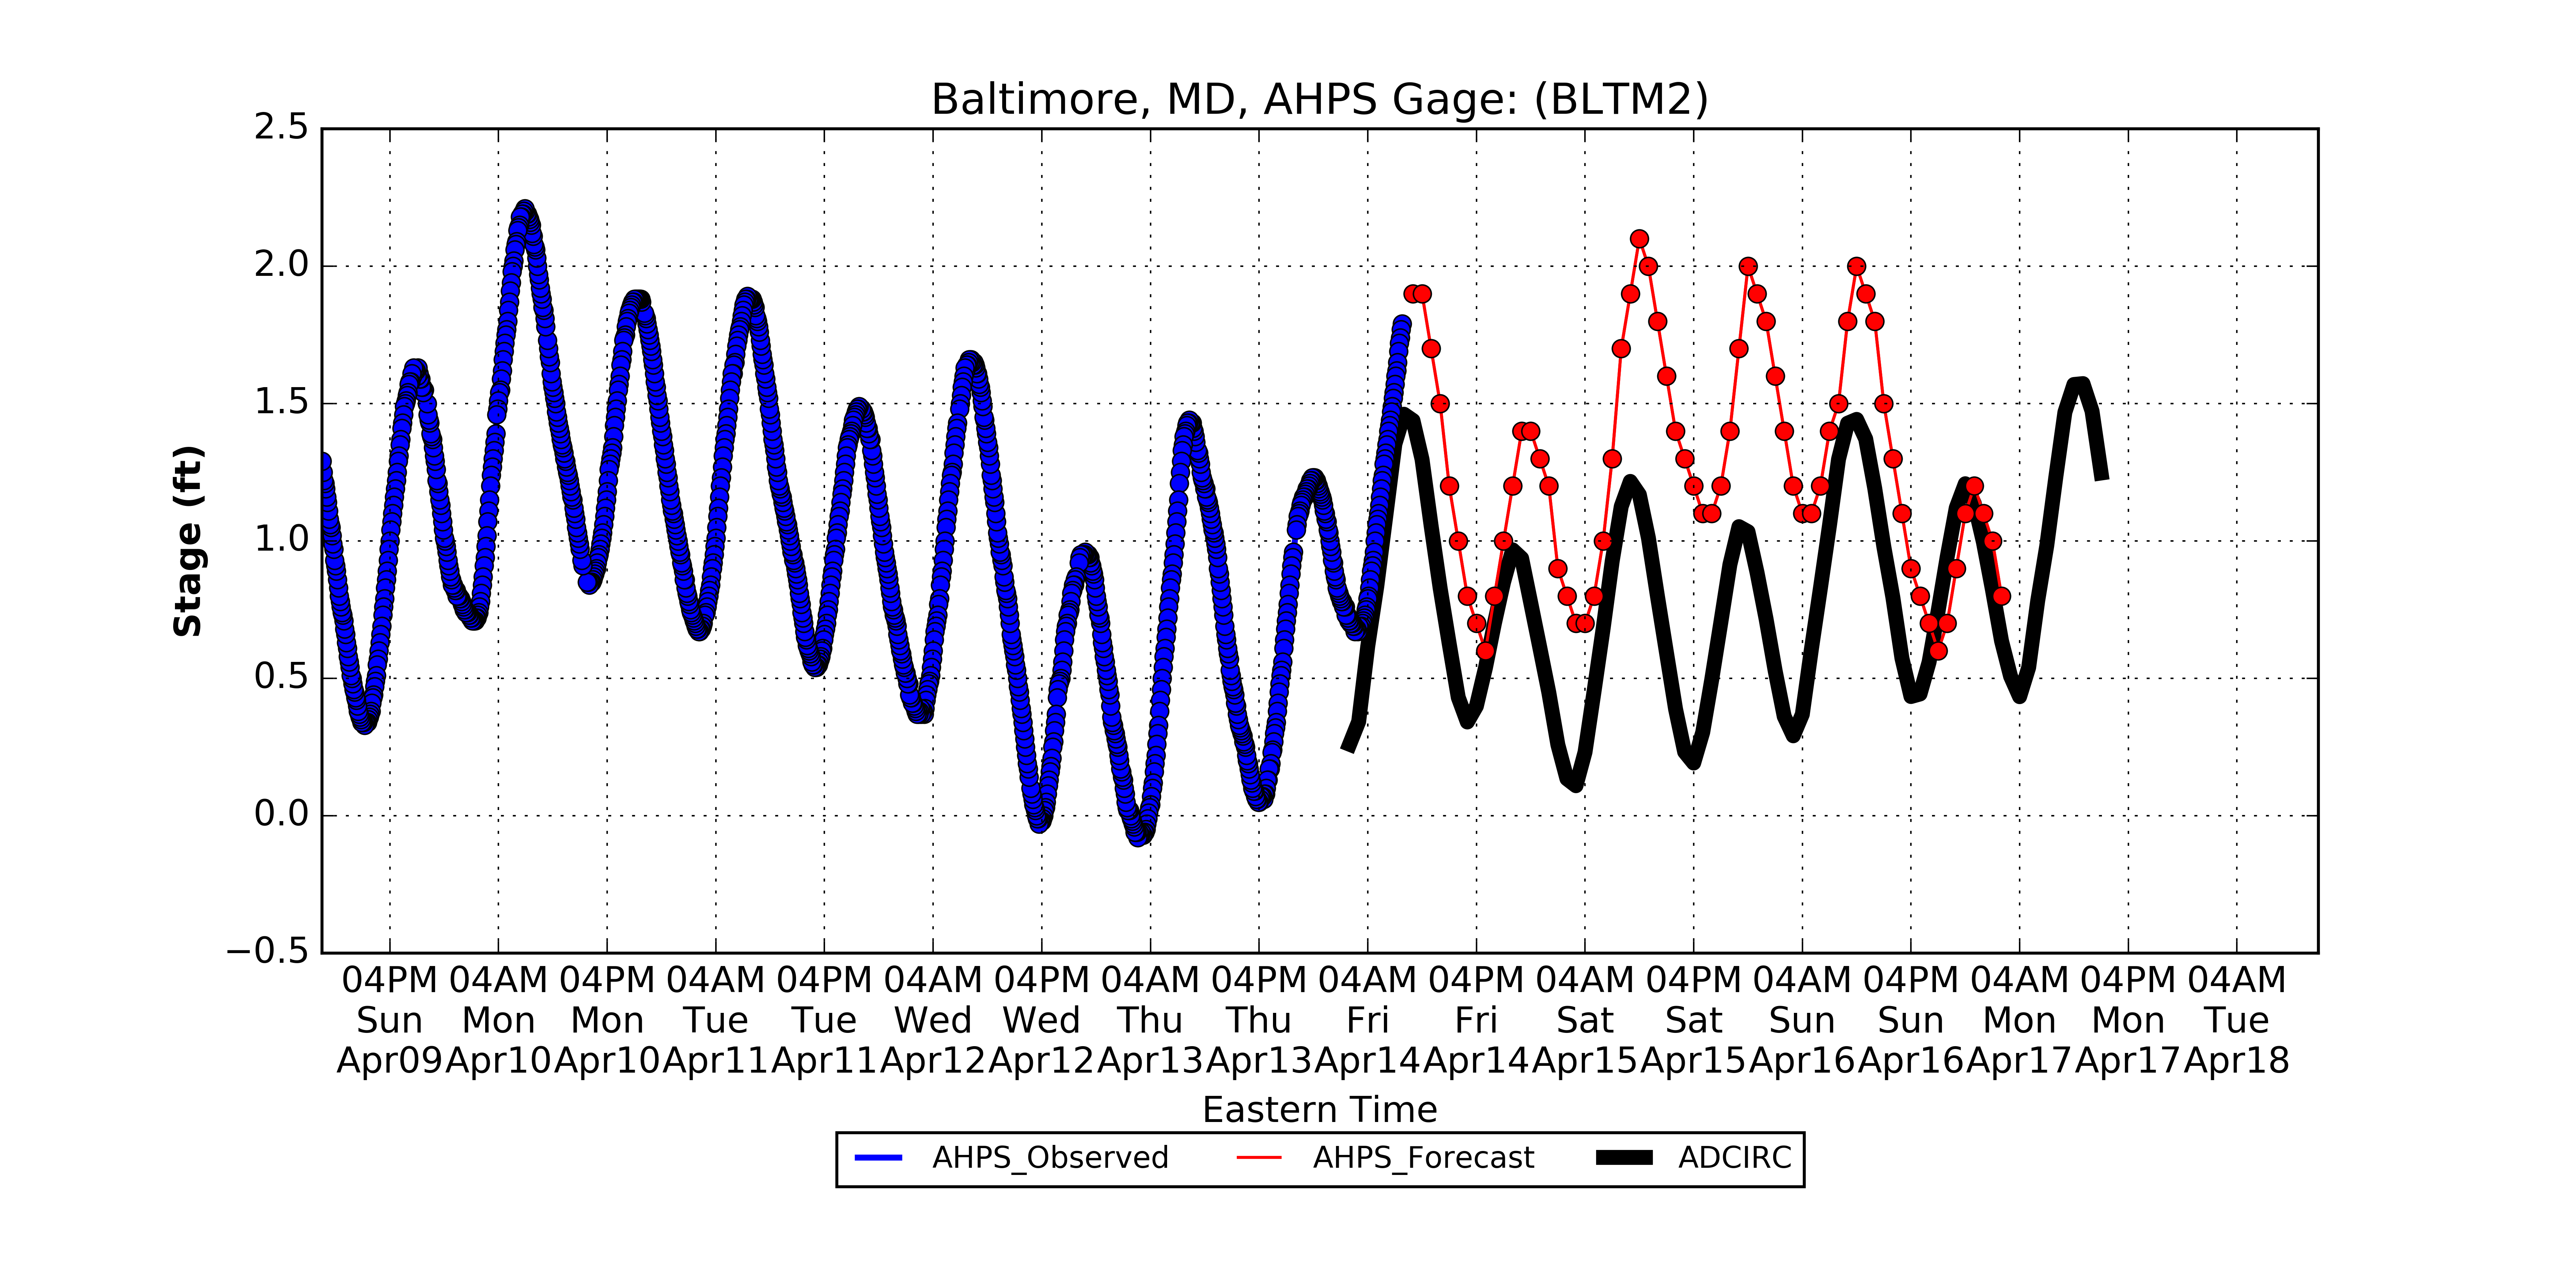 Baltimore, MD, AHPS Gage: (BLTM2)
2.5
2.0
1.5
1.0
0.5
0.0
−0.5
Stage (ft)
04PM 04AM 04PM 04AM 04PM 04AM 04PM 04AM 04PM 04AM 04PM 04AM 04PM 04AM 04PM 04AM 04PM 04AM
Sun Mon Mon Tue Tue Wed Wed Thu Thu Fri Fri Sat Sat Sun Sun Mon Mon Tue
Apr09 Apr10 Apr10 Apr11 Apr11 Apr12 Apr12 Apr13 Apr13 Apr14 Apr14 Apr15 Apr15 Apr16 Apr16 Apr17 Apr17 Apr18
Eastern Time
AHPS_Observed AHPS_Forecast ADCIRC